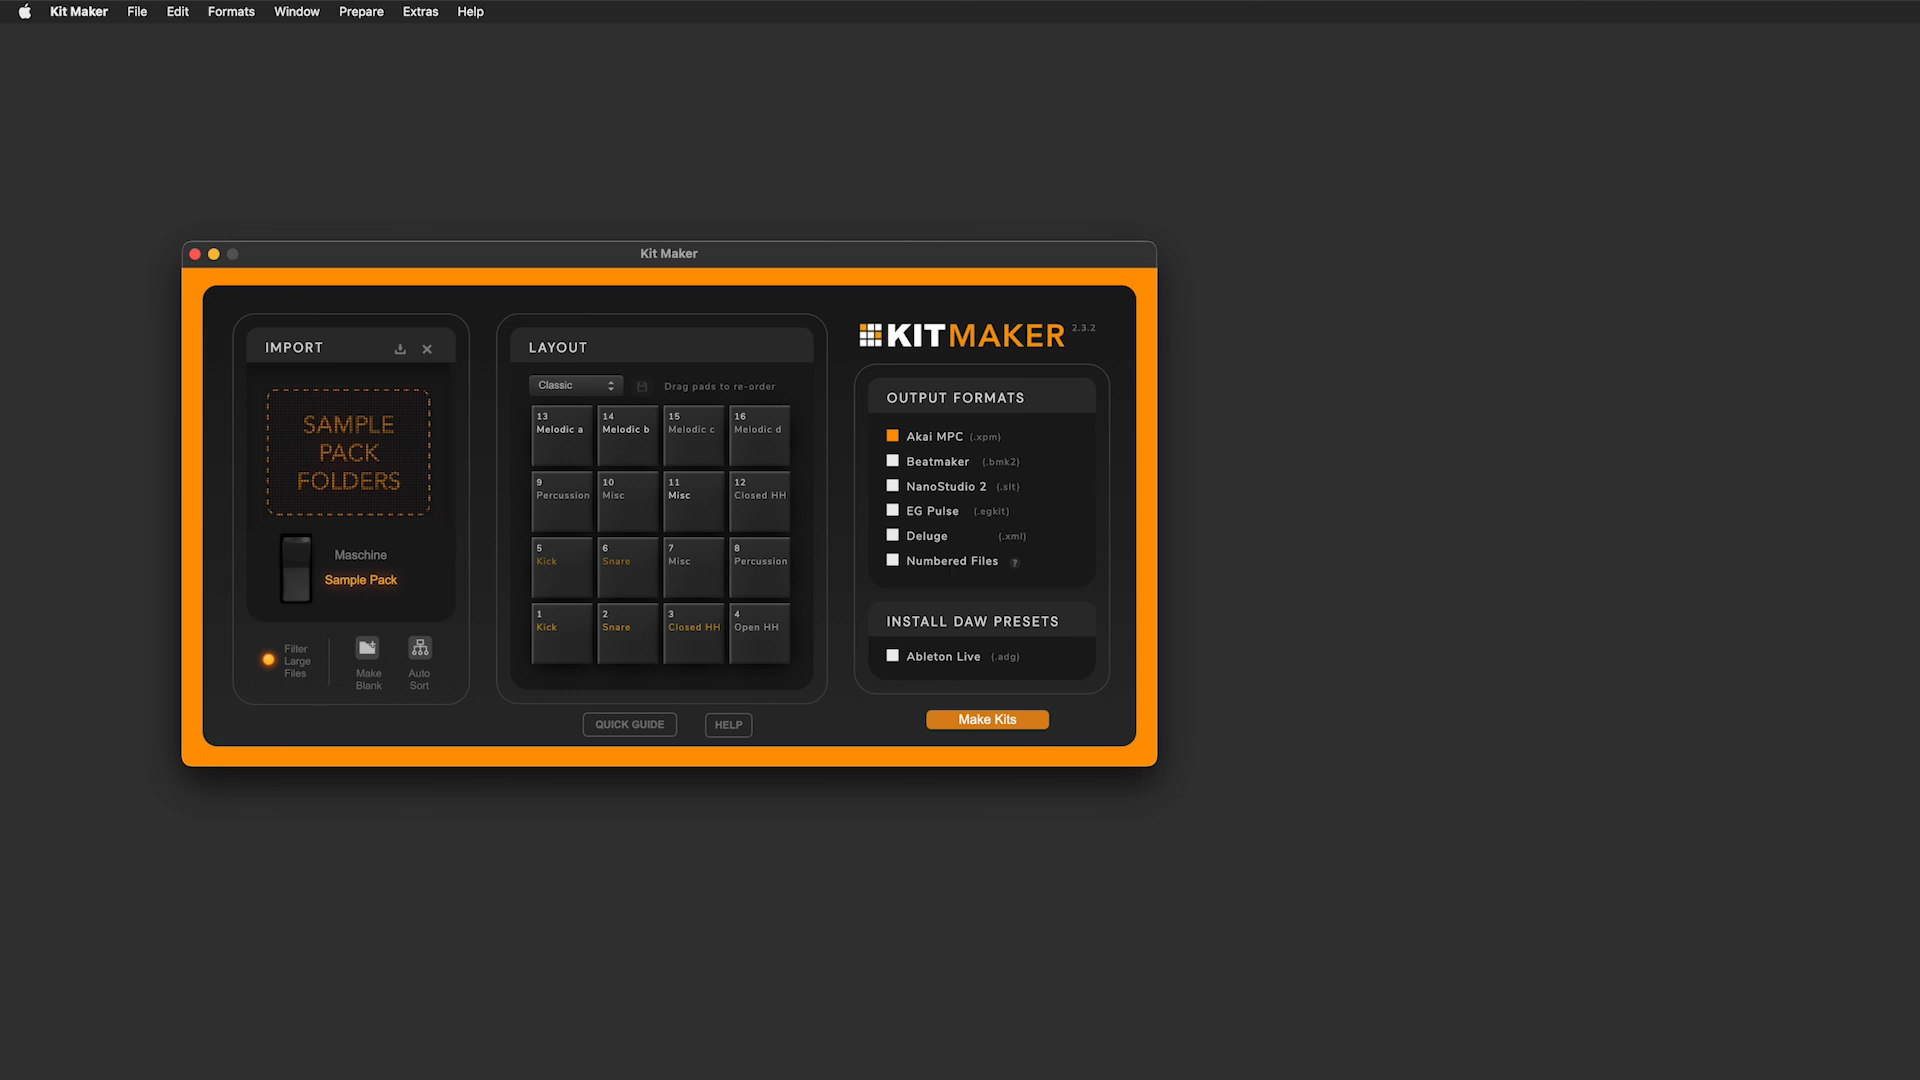 Kit Maker File Edit Formats Window Prepare Extras Help
Kit Maker
IMPORT
SAMPLE
PACK
FOLDERS
Maschine
Sample Pack
Filter
Large
Files
Make
Blank
Auto
Sort
LAYOUT
Classic
Drag pads to re-order
13 14 15 16
Melodic a Melodic b Melodic c Melodic d
9 10 11 12
Percussion Misc Misc Closed HH
5 6 7 8
Kick Snare Misc Percussion
1 2 3 4
Kick Snare Closed HH Open HH
QUICK GUIDE HELP
KITMAKER 2.3.2
OUTPUT FORMATS
Akai MPC (.xpm)
Beatmaker (.bmk2)
NanoStudio 2 (.slt)
EG Pulse (.egkit)
Deluge (.xml)
Numbered Files ?
INSTALL DAW PRESETS
Ableton Live (.adg)
Make Kits